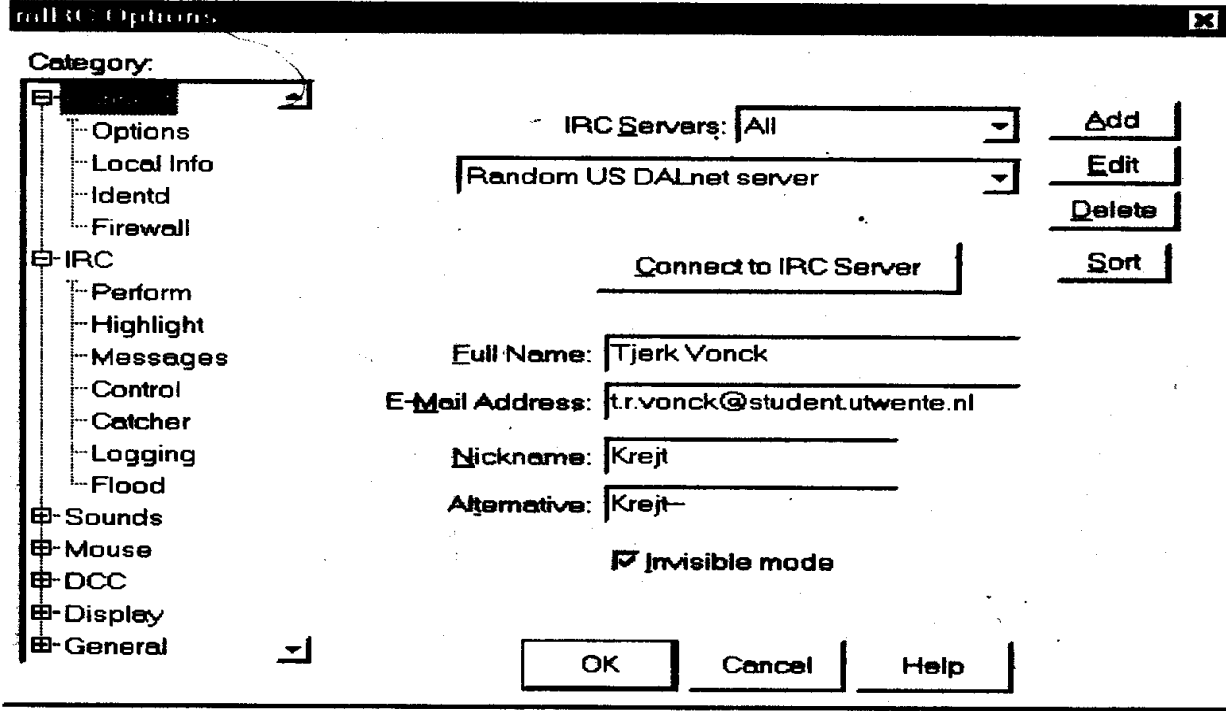 mIRC Options
Category:
Options
Local Info
Identd
Firewall
IRC
Perform
Highlight
Messages
Control
Catcher
Logging
Flood
Sounds
Mouse
DCC
Display
General
IRC Servers: All
Random US DALnet server
Add
Edit
Delete
Sort
Connect to IRC Server
Full Name: Tjerk Vonck
E-Mail Address: t.r.vonck@student.utwente.nl
Nickname: Krejt
Alternative: Krejt-
Invisible mode
OK Cancel Help